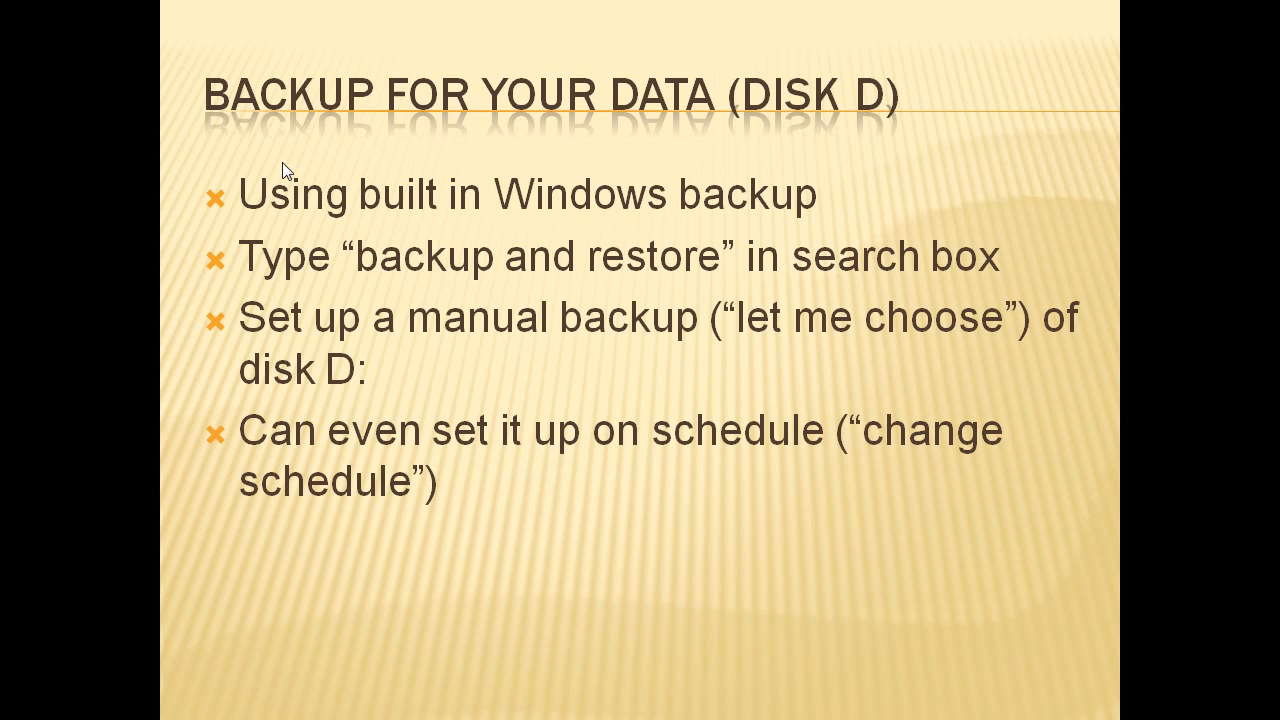 BACKUP FOR YOUR DATA (DISK D)
Using built in Windows backup
Type “backup and restore” in search box
Set up a manual backup (“let me choose”) of
disk D:
Can even set it up on schedule (“change
schedule”)